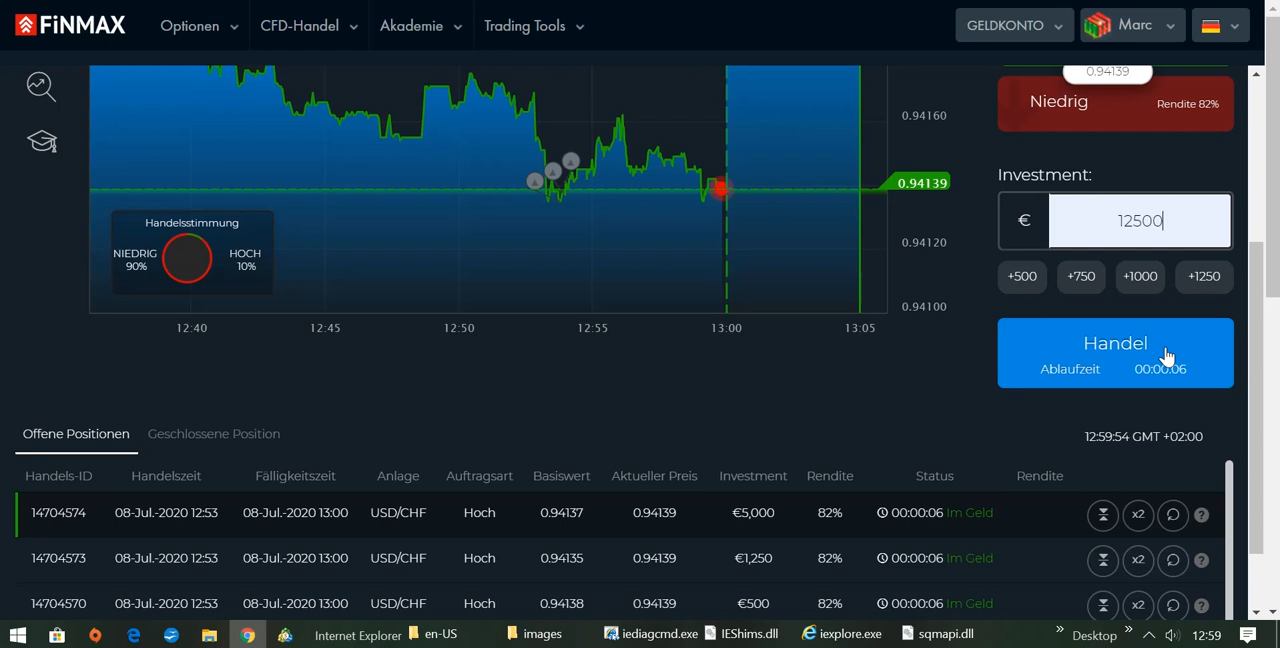 FiNMAX Optionen CFD-Handel Akademie Trading Tools GELDKONTO Marc
0.94139
Niedrig Rendite 82%
0.94160
0.94139
0.94120
0.94100
Handelsstimmung
NIEDRIG 90% HOCH 10%
12:40 12:45 12:50 12:55 13:00 13:05
Investment:
€ 12500
+500 +750 +1000 +1250
Handel
Ablaufzeit 00:00:06
Offene Positionen Geschlossene Position 12:59:54 GMT +02:00
Handels-ID Handelszeit Fälligkeitszeit Anlage Auftragsart Basiswert Aktueller Preis Investment Rendite Status Rendite
14704574 08-Jul.-2020 12:53 08-Jul.-2020 13:00 USD/CHF Hoch 0.94137 0.94139 €5,000 82% 00:00:06 Im Geld x2 ?
14704573 08-Jul.-2020 12:53 08-Jul.-2020 13:00 USD/CHF Hoch 0.94135 0.94139 €1,250 82% 00:00:06 Im Geld x2 ?
14704570 08-Jul.-2020 12:53 08-Jul.-2020 13:00 USD/CHF Hoch 0.94138 0.94139 €500 82% 00:00:06 Im Geld x2 ?
Internet Explorer en-US images iediagcmd.exe IEShims.dll iexplore.exe sqmapi.dll » Desktop » 12:59